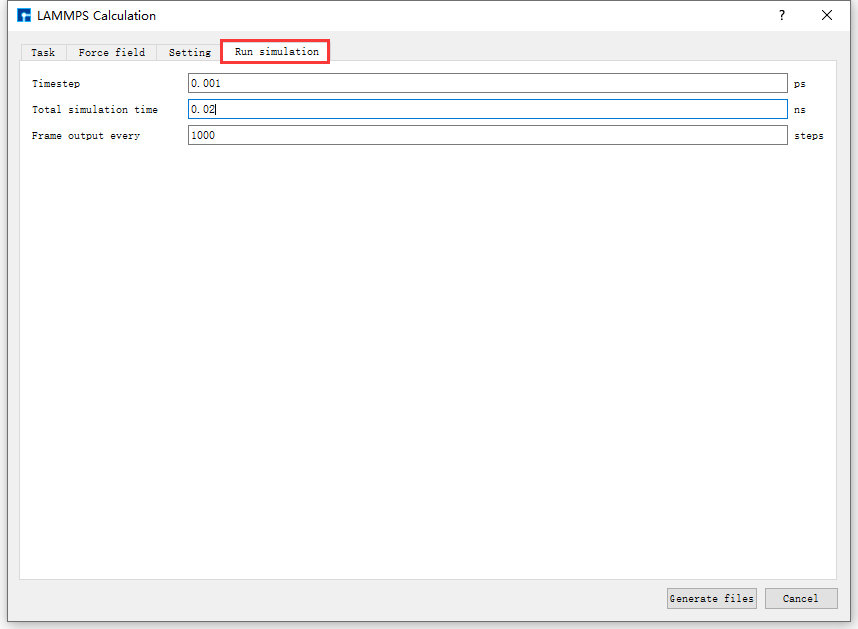 LAMMPS Calculation ?
Task Force field Setting Run simulation
Timestep 0.001 ps
Total simulation time 0.02 ns
Frame output every 1000 steps
Generate files Cancel